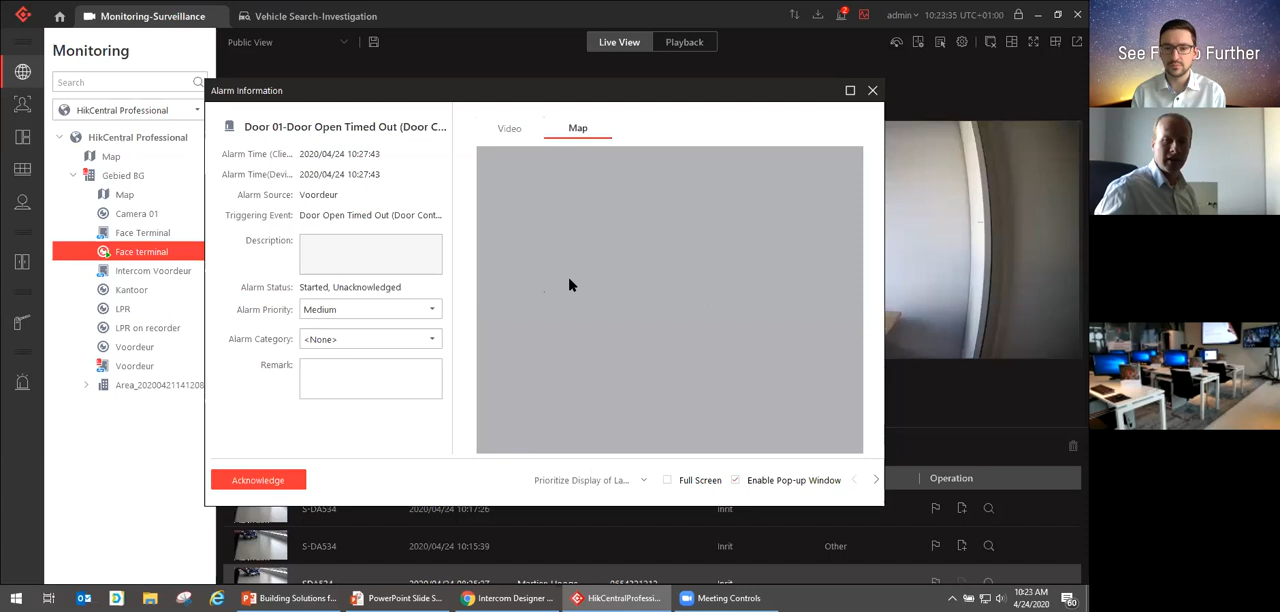 Monitoring-Surveillance
Vehicle Search-Investigation
2
admin
10:23:35 UTC+01:00
Monitoring
Public View
Live View
Playback
Search
HikCentral Professional
HikCentral Professional
Map
Gebied BG
Map
Camera 01
Face Terminal
Face terminal
Intercom Voordeur
Kantoor
LPR
LPR on recorder
Voordeur
Voordeur
Area_20200421141208
Alarm Information
Door 01-Door Open Timed Out (Door C...
Alarm Time (Clie... 2020/04/24 10:27:43
Alarm Time(Devi... 2020/04/24 10:27:43
Alarm Source: Voordeur
Triggering Event: Door Open Timed Out (Door Cont...
Description:
Alarm Status: Started, Unacknowledged
Alarm Priority: Medium
Alarm Category: <None>
Remark:
Video
Map
Acknowledge
Prioritize Display of La...
Full Screen
Enable Pop-up Window
Operation
S-DA534 2020/04/24 10:17:26 Inrit
S-DA534 2020/04/24 10:15:39 Inrit Other
See F Further
Building Solutions f...
PowerPoint Slide S...
Intercom Designer ...
HikCentralProfessi...
Meeting Controls
10:23 AM
4/24/2020
60